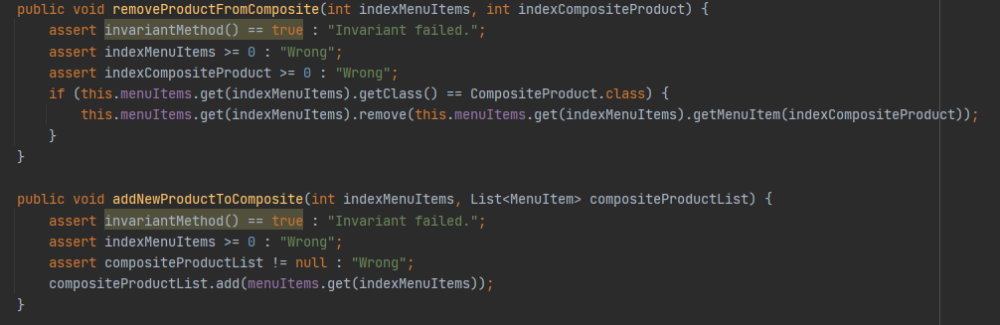 public void removeProductFromComposite(int indexMenuItems, int indexCompositeProduct) {
    assert invariantMethod() == true : "Invariant failed.";
    assert indexMenuItems >= 0 : "Wrong";
    assert indexCompositeProduct >= 0 : "Wrong";
    if (this.menuItems.get(indexMenuItems).getClass() == CompositeProduct.class) {
        this.menuItems.get(indexMenuItems).remove(this.menuItems.get(indexMenuItems).getMenuItem(indexCompositeProduct));
    }
}

public void addNewProductToComposite(int indexMenuItems, List<MenuItem> compositeProductList) {
    assert invariantMethod() == true : "Invariant failed.";
    assert indexMenuItems >= 0 : "Wrong";
    assert compositeProductList != null : "Wrong";
    compositeProductList.add(menuItems.get(indexMenuItems));
}